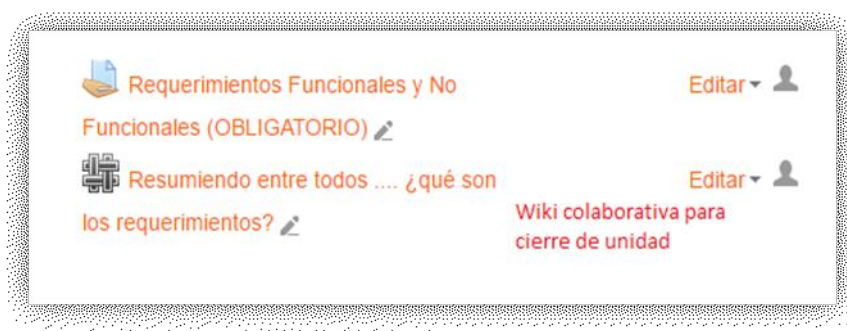 Requerimientos Funcionales y No Editar
Funcionales (OBLIGATORIO)
Resumiendo entre todos .... ¿qué son Editar
los requerimientos?
Wiki colaborativa para
cierre de unidad